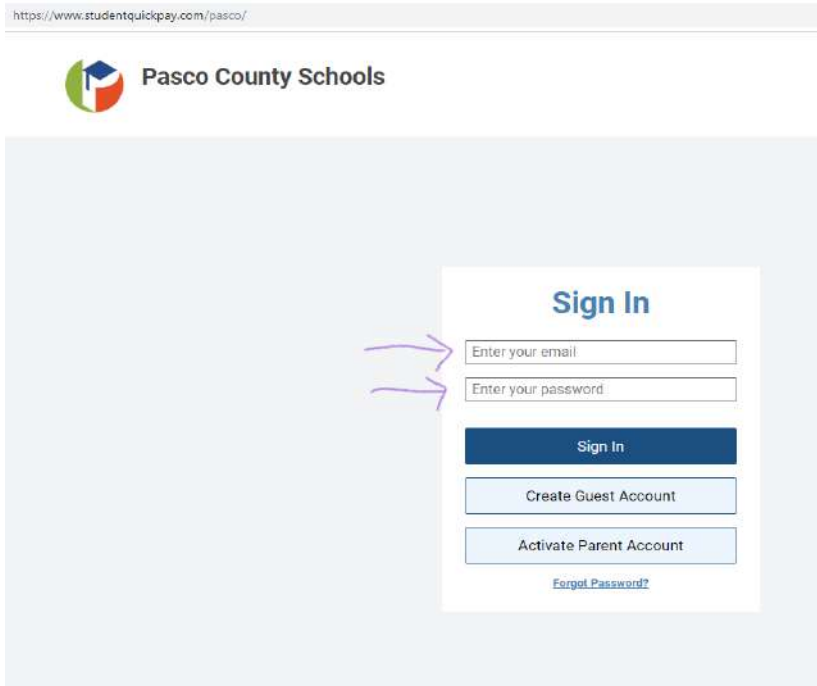 https://www.studentquickpay.com/pasco/
Pasco County Schools
Sign In
Enter your email
Enter your password
Sign In
Create Guest Account
Activate Parent Account
Forgot Password?